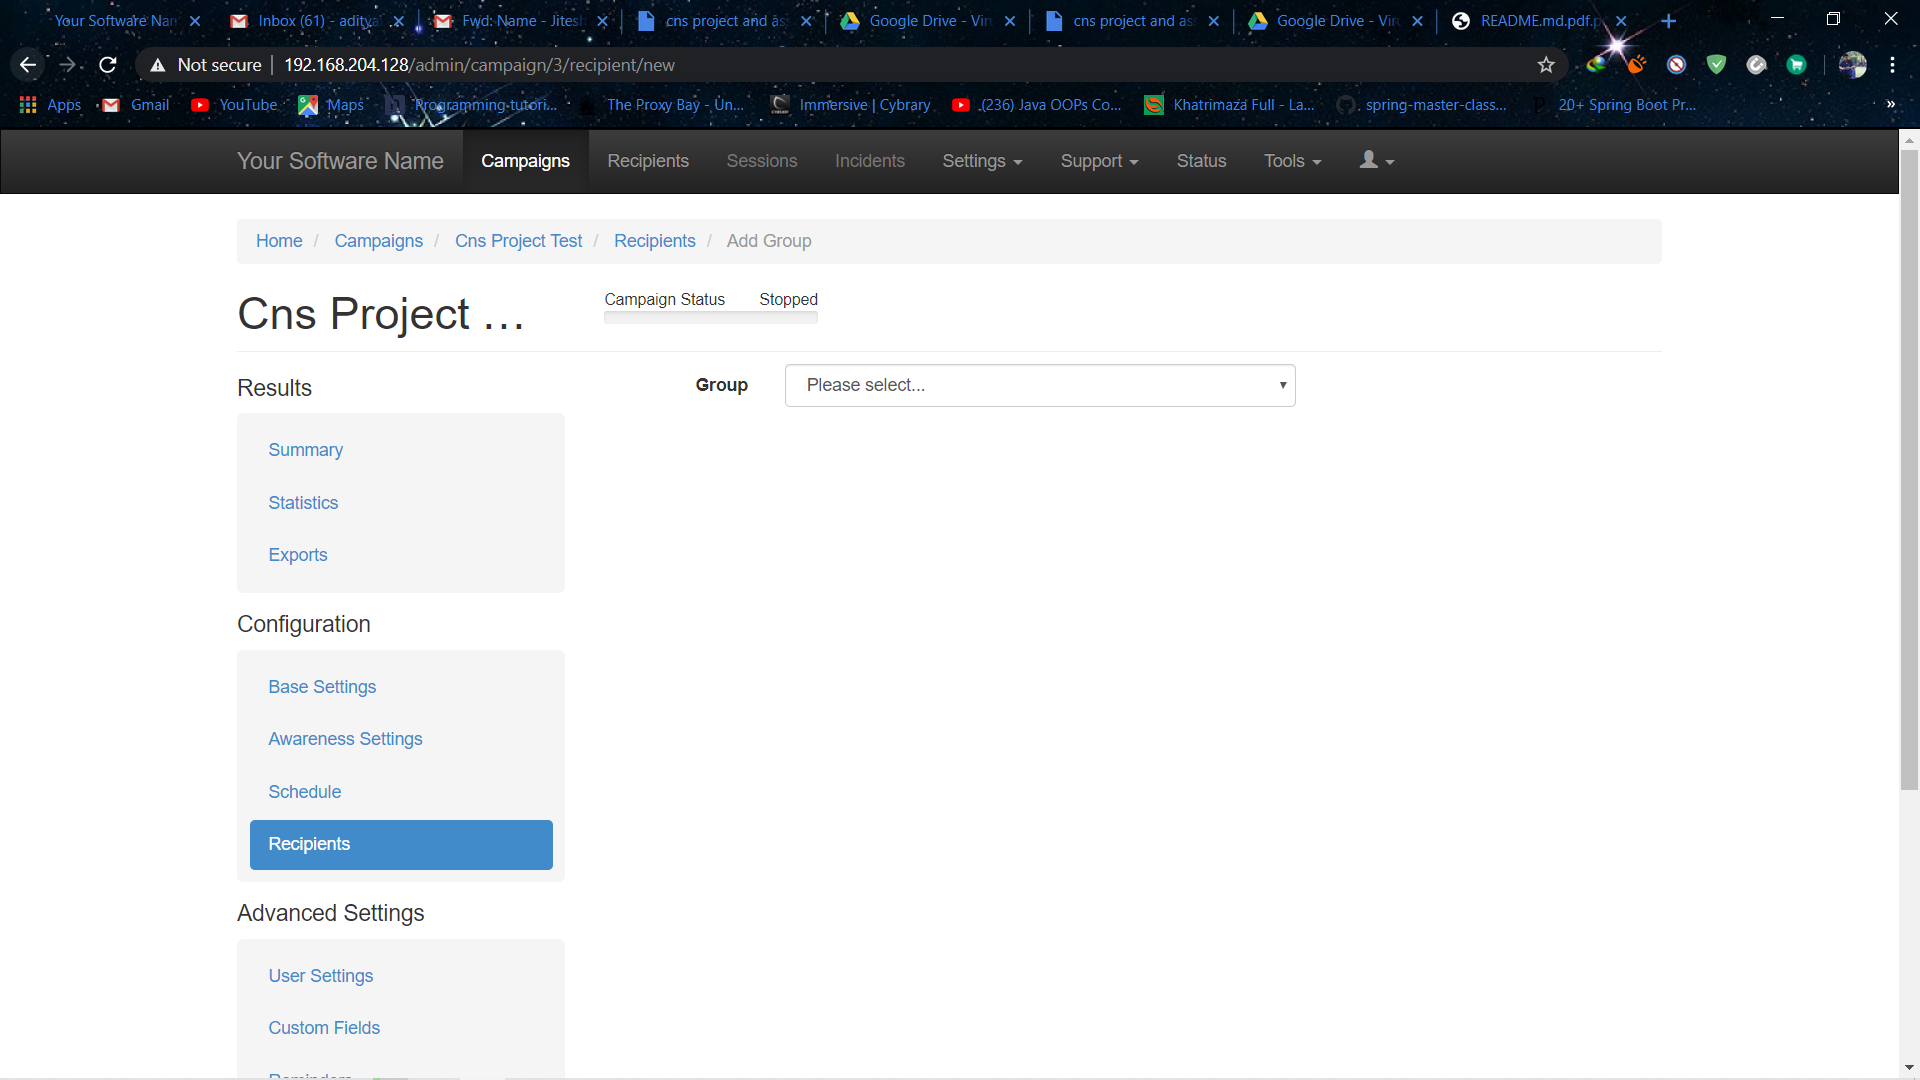 Your Software Nam
Inbox (61) - aditya
Fwd: Name - Jitesh
cns project and as
Google Drive - Viru
cns project and as
Google Drive - Viru
README.md.pdf.p
Not secure
192.168.204.128/admin/campaign/3/recipient/new
Apps
Gmail
YouTube
Maps
Programming-tutori...
The Proxy Bay - Un...
Immersive | Cybrary
(236) Java OOPs Co...
Khatrimaza Full - La...
spring-master-class...
20+ Spring Boot Pr...
»
Your Software Name
Campaigns
Recipients
Sessions
Incidents
Settings
Support
Status
Tools
Home / Campaigns / Cns Project Test / Recipients / Add Group
Cns Project ...
Campaign Status Stopped
Group
Please select...
Results
Summary
Statistics
Exports
Configuration
Base Settings
Awareness Settings
Schedule
Recipients
Advanced Settings
User Settings
Custom Fields